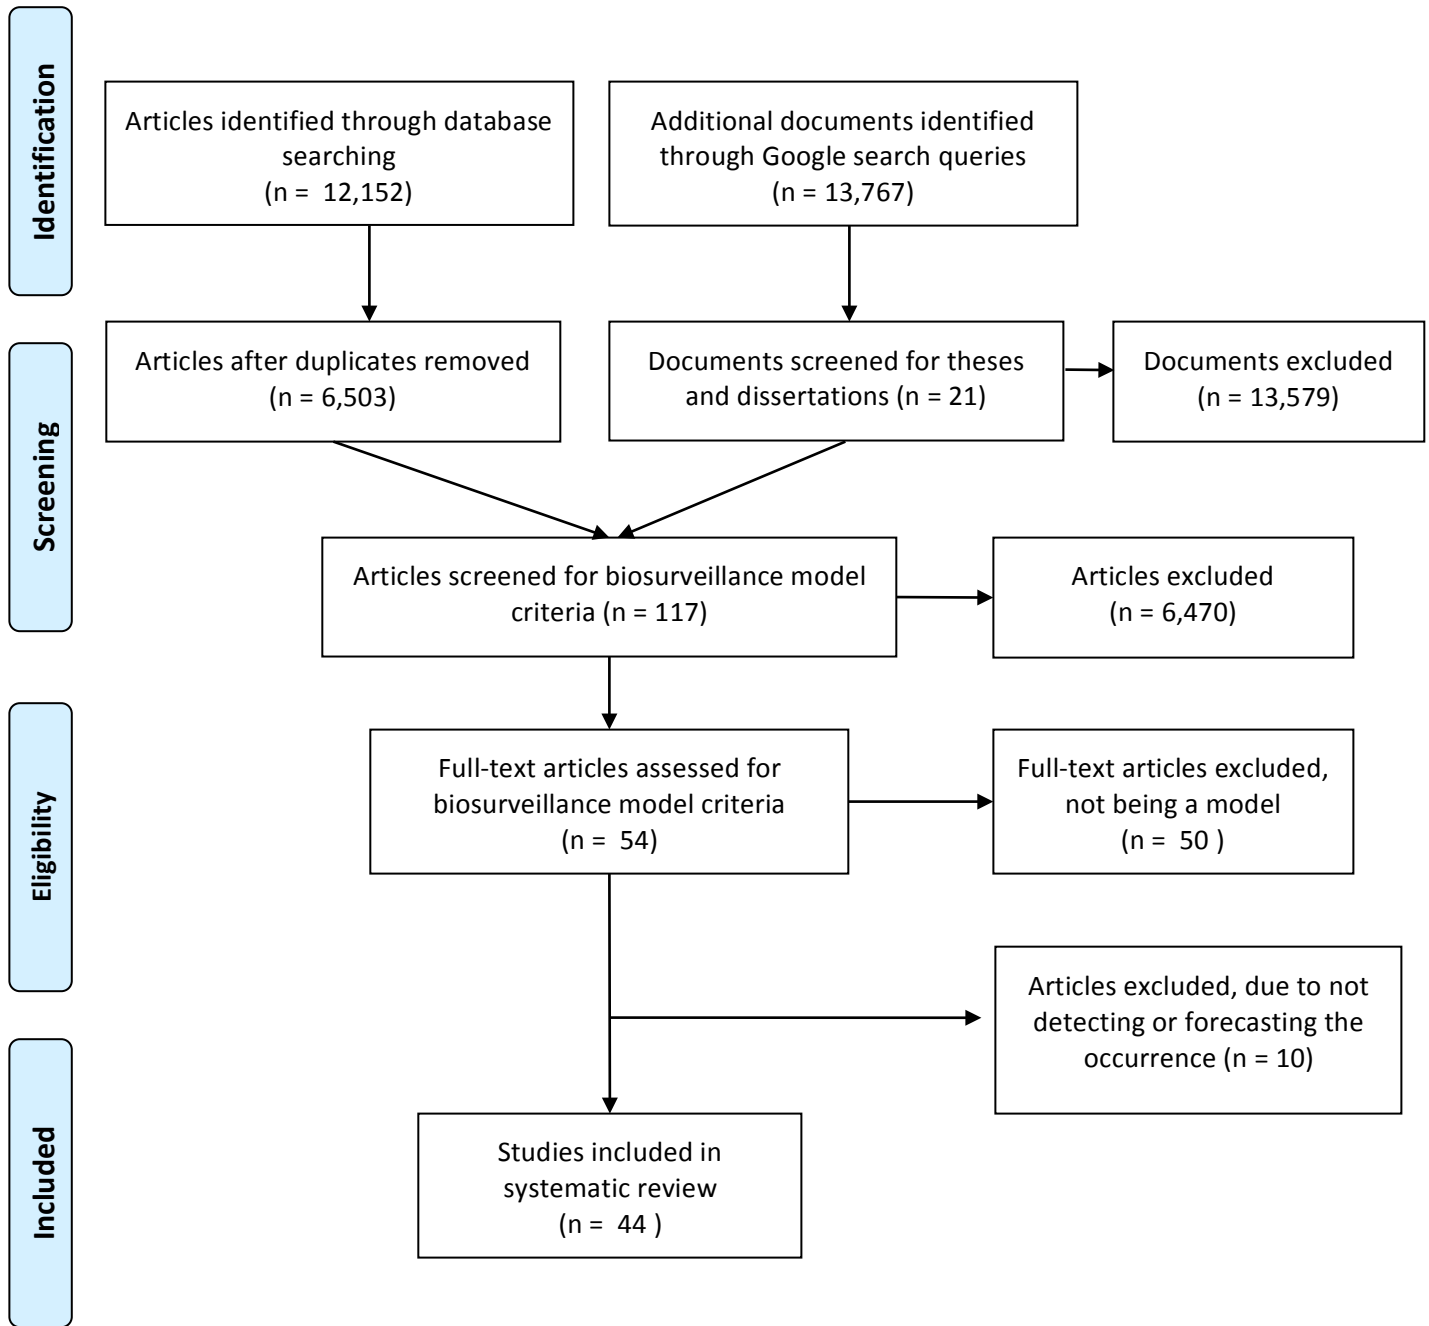 Identification
Articles identified through database
searching
(n = 12,152)
Additional documents identified
through Google search queries
(n = 13,767)
Screening
Articles after duplicates removed
(n = 6,503)
Documents screened for theses
and dissertations (n = 21)
Documents excluded
(n = 13,579)
Articles screened for biosurveillance model
criteria (n = 117)
Articles excluded
(n = 6,470)
Eligibility
Full-text articles assessed for
biosurveillance model criteria
(n = 54)
Full-text articles excluded,
not being a model
(n = 50 )
Articles excluded, due to not
detecting or forecasting the
occurrence (n = 10)
Included
Studies included in
systematic review
(n = 44 )